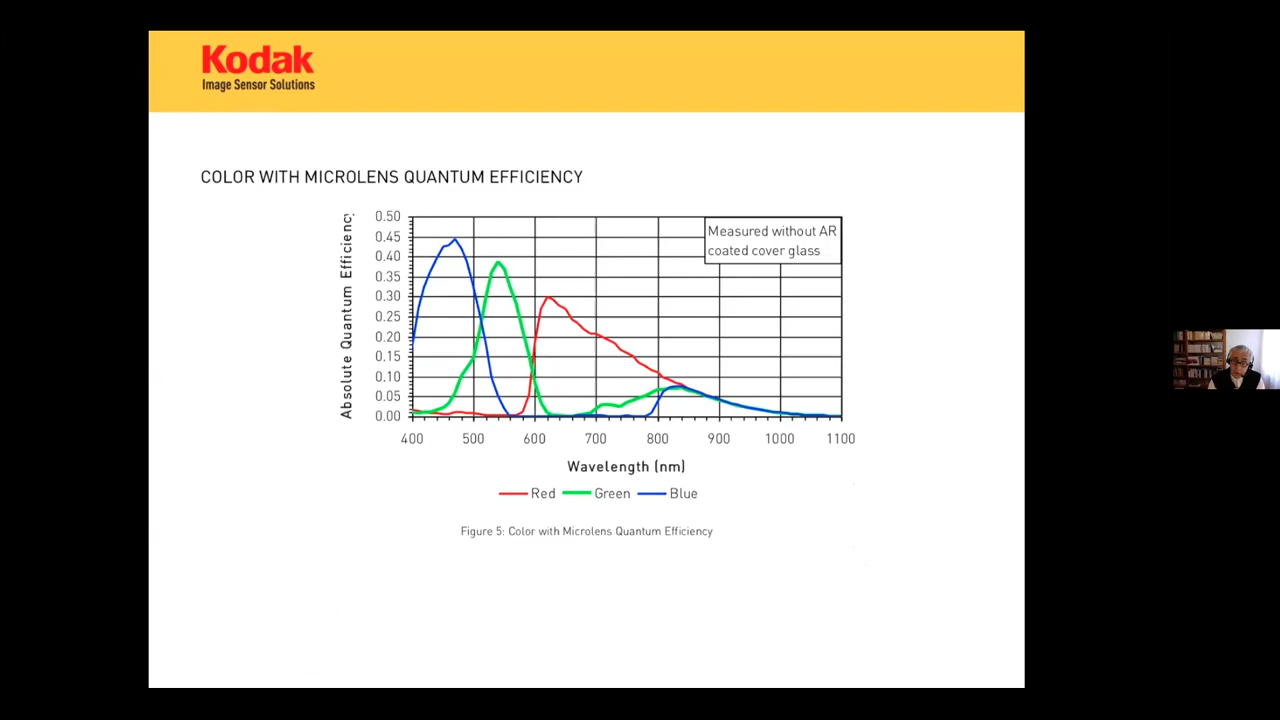 Kodak
Image Sensor Solutions
COLOR WITH MICROLENS QUANTUM EFFICIENCY
Absolute Quantum Efficiency
0.50
0.45
0.40
0.35
0.30
0.25
0.20
0.15
0.10
0.05
0.00
Measured without AR
coated cover glass
400 500 600 700 800 900 1000 1100
Wavelength (nm)
Red Green Blue
Figure 5: Color with Microlens Quantum Efficiency